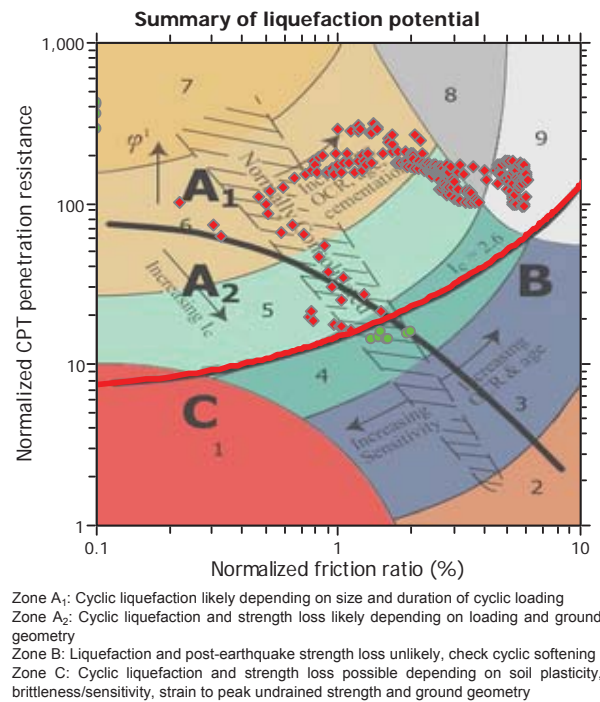 Summary of liquefaction potential
1,000
100
10
1
Normalized CPT penetration resistance
7
8
9
φ'
A1
Increasing
OCR, age
cementation
Normally Consolidated
6
Ic = 2.6
A2
B
Increasing Ic
5
4
Increasing
OCR & age
C
3
1
Increasing
Sensitivity
2
0.1
1
10
Normalized friction ratio (%)
Zone A1: Cyclic liquefaction likely depending on size and duration of cyclic loading
Zone A2: Cyclic liquefaction and strength loss likely depending on loading and ground
geometry
Zone B: Liquefaction and post-earthquake strength loss unlikely, check cyclic softening
Zone C: Cyclic liquefaction and strength loss possible depending on soil plasticity,
brittleness/sensitivity, strain to peak undrained strength and ground geometry